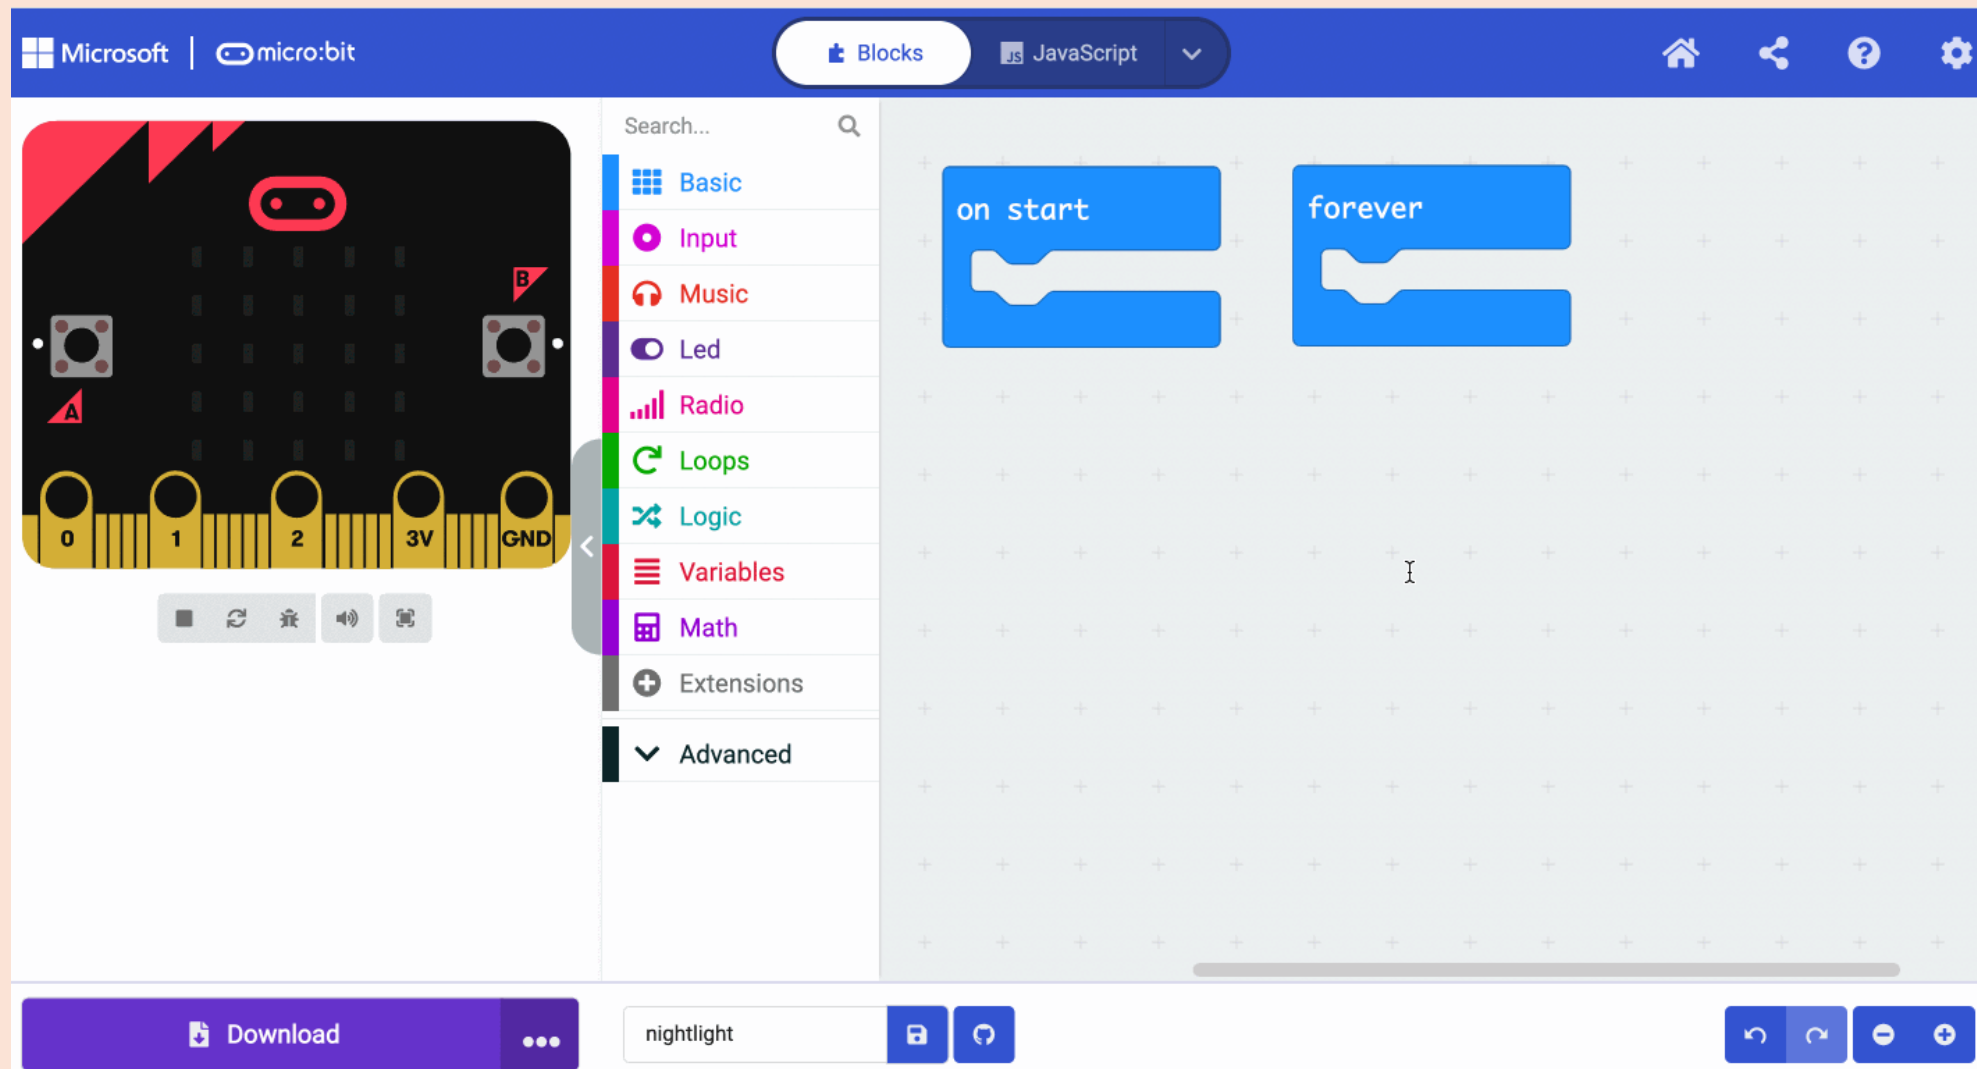 Microsoft micro:bit
Blocks
JS JavaScript
Search...
Basic
Input
Music
Led
Radio
Loops
Logic
Variables
Math
Extensions
Advanced
on start
forever
B
A
0 1 2 3V GND
Download
nightlight